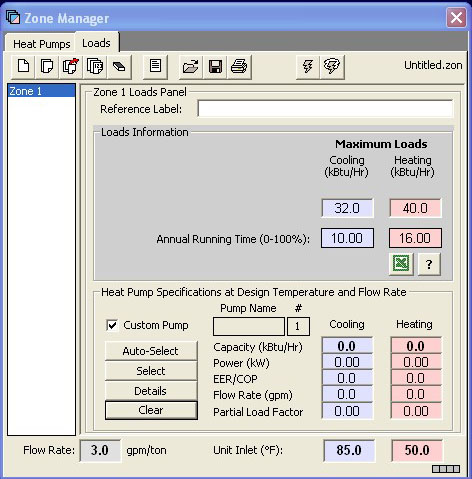 Zone Manager
Heat Pumps Loads
Untitled.zon
Zone 1
Zone 1 Loads Panel
Reference Label:
Loads Information
Maximum Loads
Cooling (kBtu/Hr) Heating (kBtu/Hr)
32.0 40.0
Annual Running Time (0-100%): 10.00 16.00
?
Heat Pump Specifications at Design Temperature and Flow Rate
Pump Name #
Custom Pump 1 Cooling Heating
Auto-Select
Select
Details
Clear
Capacity (kBtu/Hr) 0.0 0.0
Power (kW) 0.00 0.00
EER/COP 0.0 0.0
Flow Rate (gpm) 0.0 0.0
Partial Load Factor 0.00 0.00
Flow Rate: 3.0 gpm/ton Unit Inlet (°F): 85.0 50.0